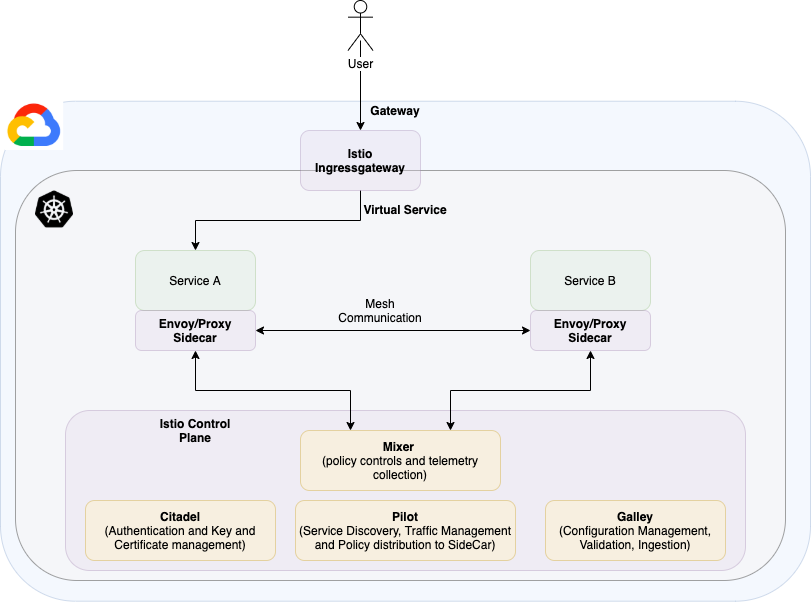 User
Gateway
Istio
Ingressgateway
Virtual Service
Service A
Service B
Mesh
Communication
Envoy/Proxy
Sidecar
Envoy/Proxy
Sidecar
Istio Control
Plane
Mixer
(policy controls and telemetry
collection)
Citadel
(Authentication and Key and
Certificate management)
Pilot
(Service Discovery, Traffic Management
and Policy distribution to SideCar)
Galley
(Configuration Management,
Validation, Ingestion)